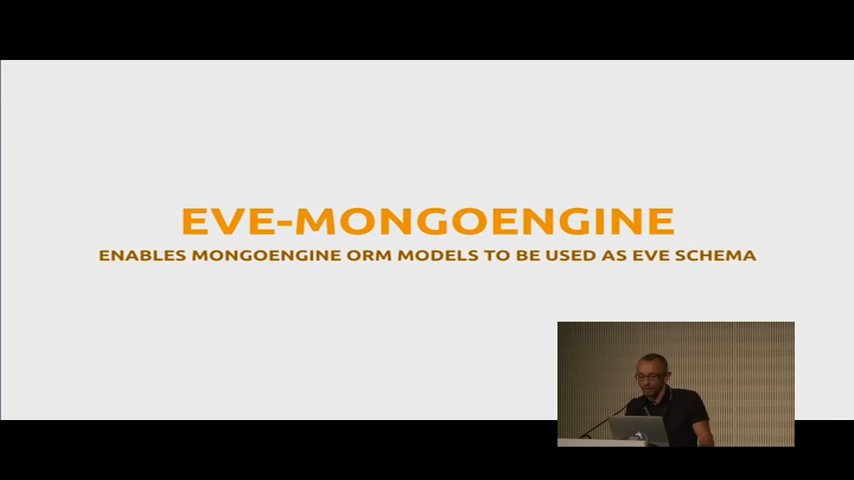 EVE-MONGOENGINE
ENABLES MONGOENGINE ORM MODELS TO BE USED AS EVE SCHEMA